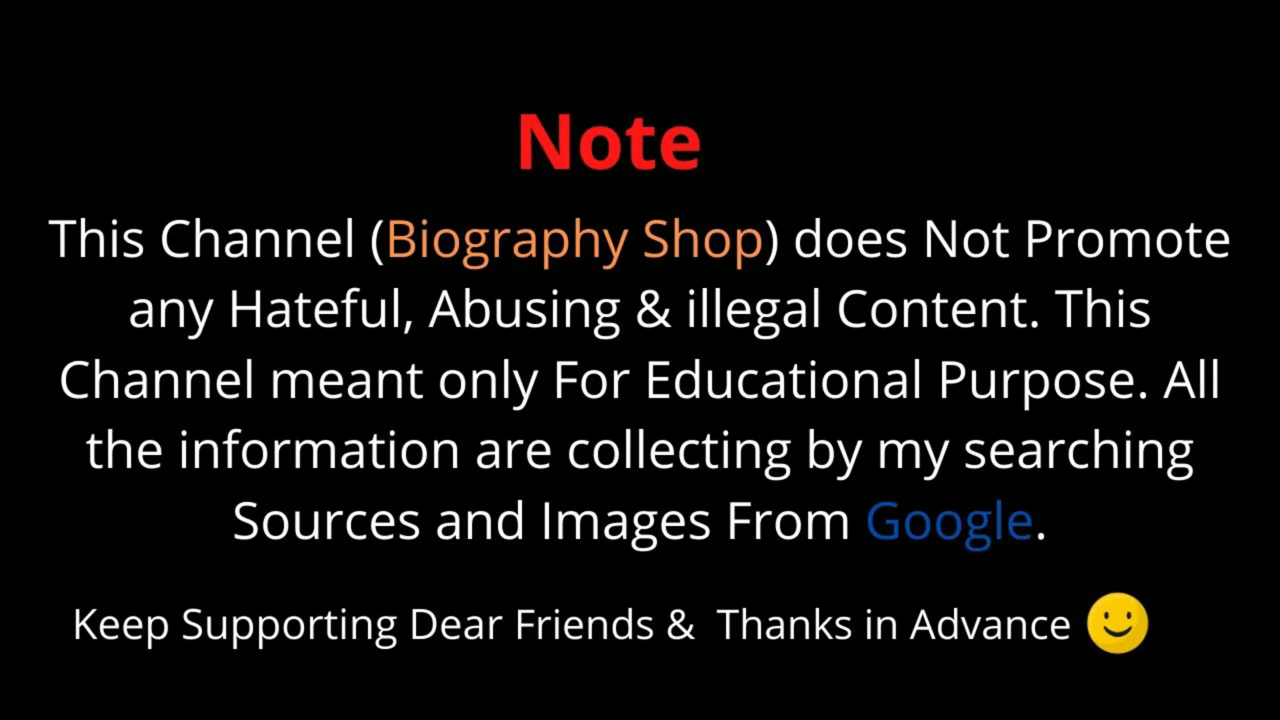 Note
This Channel (Biography Shop) does Not Promote
any Hateful, Abusing & illegal Content. This
Channel meant only For Educational Purpose. All
the information are collecting by my searching
Sources and Images From Google.
Keep Supporting Dear Friends & Thanks in Advance